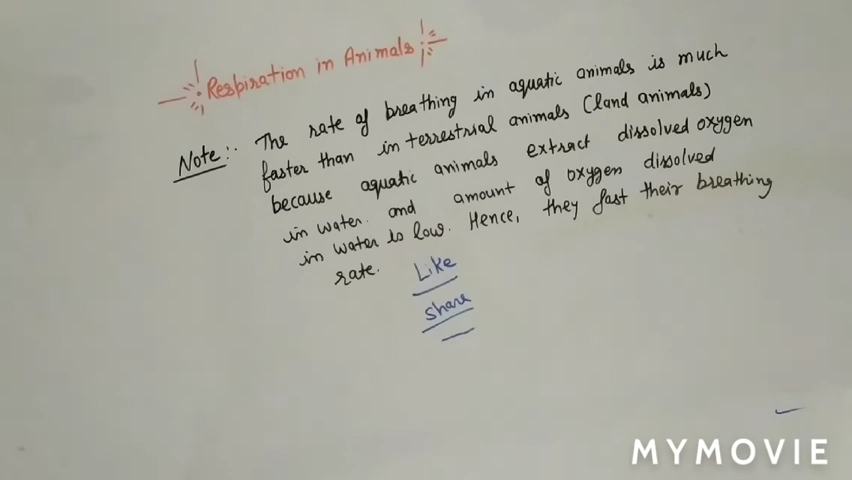 Respiration in Animals
Note:- The rate of breathing in aquatic animals is much
faster than in terrestrial animals (land animals)
because aquatic animals extract dissolved oxygen
in water. and amount of oxygen dissolved
in water is low. Hence, they fast their breathing
rate.
Like
Share
MYMOVIE